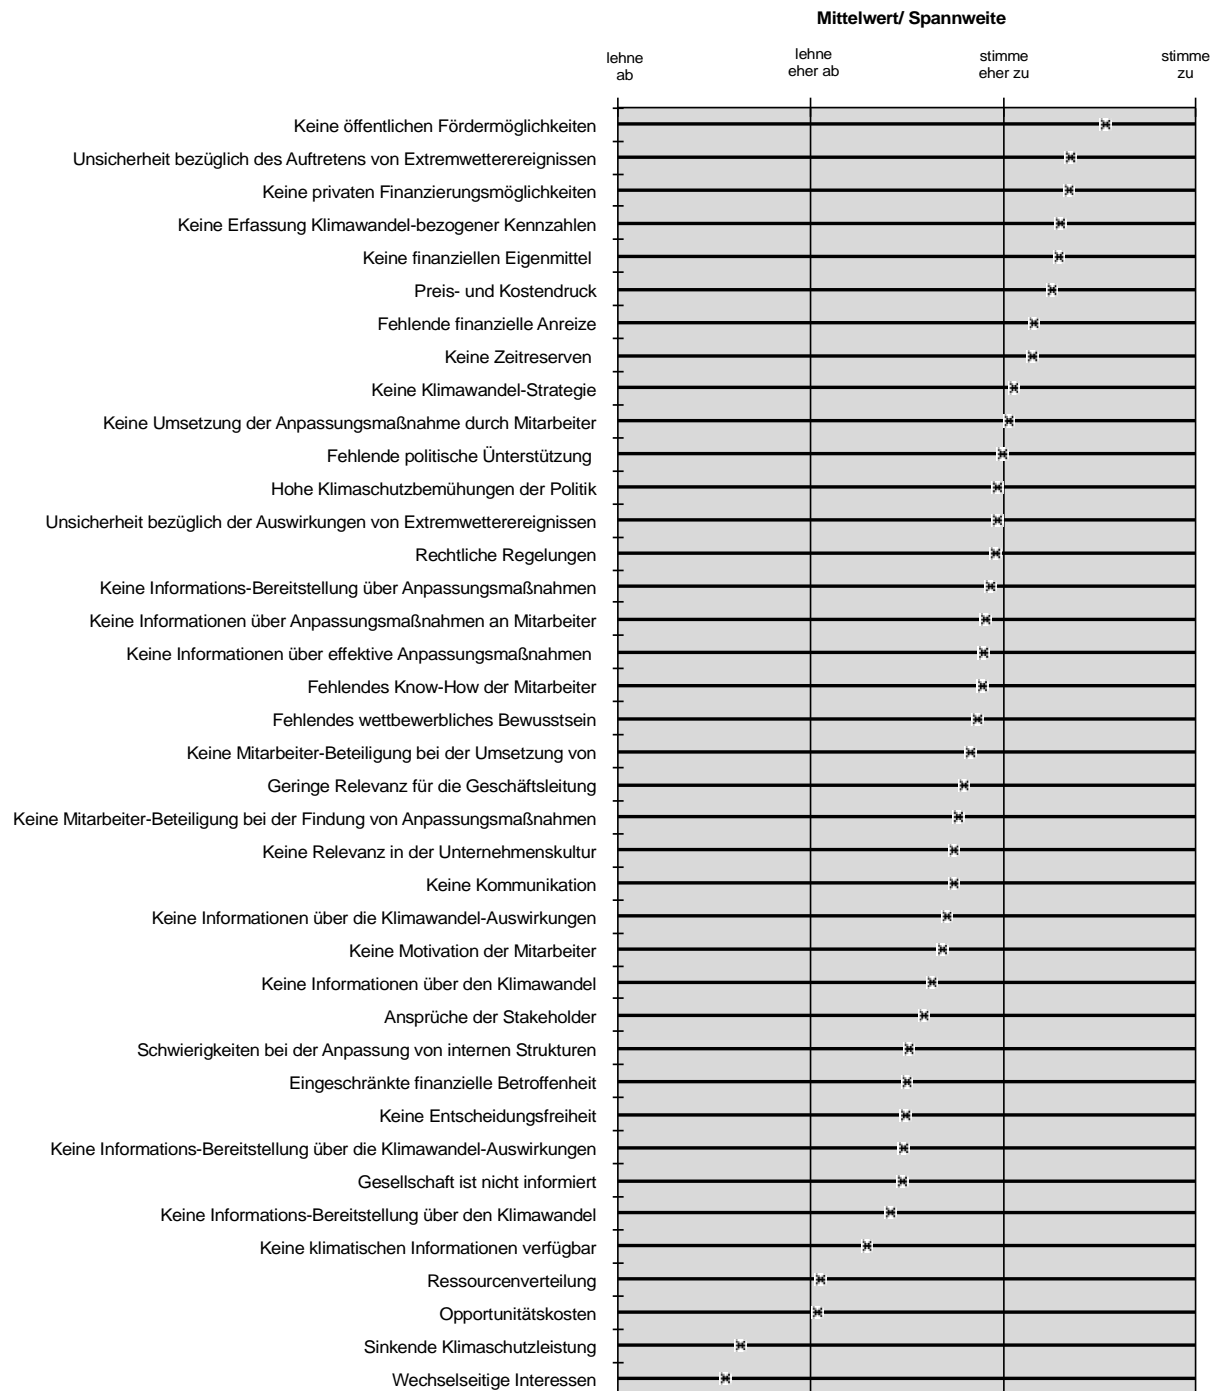 Mittelwert/ Spannweite
lehne
ab
lehne
eher ab
stimme
eher zu
stimme
zu
Keine öffentlichen Fördermöglichkeiten
Unsicherheit bezüglich des Auftretens von Extremwetterereignissen
Keine privaten Finanzierungsmöglichkeiten
Keine Erfassung Klimawandel-bezogener Kennzahlen
Keine finanziellen Eigenmittel
Preis- und Kostendruck
Fehlende finanzielle Anreize
Keine Zeitreserven
Keine Klimawandel-Strategie
Keine Umsetzung der Anpassungsmaßnahme durch Mitarbeiter
Fehlende politische Ünterstützung
Hohe Klimaschutzbemühungen der Politik
Unsicherheit bezüglich der Auswirkungen von Extremwetterereignissen
Rechtliche Regelungen
Keine Informations-Bereitstellung über Anpassungsmaßnahmen
Keine Informationen über Anpassungsmaßnahmen an Mitarbeiter
Keine Informationen über effektive Anpassungsmaßnahmen
Fehlendes Know-How der Mitarbeiter
Fehlendes wettbewerbliches Bewusstsein
Keine Mitarbeiter-Beteiligung bei der Umsetzung von
Geringe Relevanz für die Geschäftsleitung
Keine Mitarbeiter-Beteiligung bei der Findung von Anpassungsmaßnahmen
Keine Relevanz in der Unternehmenskultur
Keine Kommunikation
Keine Informationen über die Klimawandel-Auswirkungen
Keine Motivation der Mitarbeiter
Keine Informationen über den Klimawandel
Ansprüche der Stakeholder
Schwierigkeiten bei der Anpassung von internen Strukturen
Eingeschränkte finanzielle Betroffenheit
Keine Entscheidungsfreiheit
Keine Informations-Bereitstellung über die Klimawandel-Auswirkungen
Gesellschaft ist nicht informiert
Keine Informations-Bereitstellung über den Klimawandel
Keine klimatischen Informationen verfügbar
Ressourcenverteilung
Opportunitätskosten
Sinkende Klimaschutzleistung
Wechselseitige Interessen